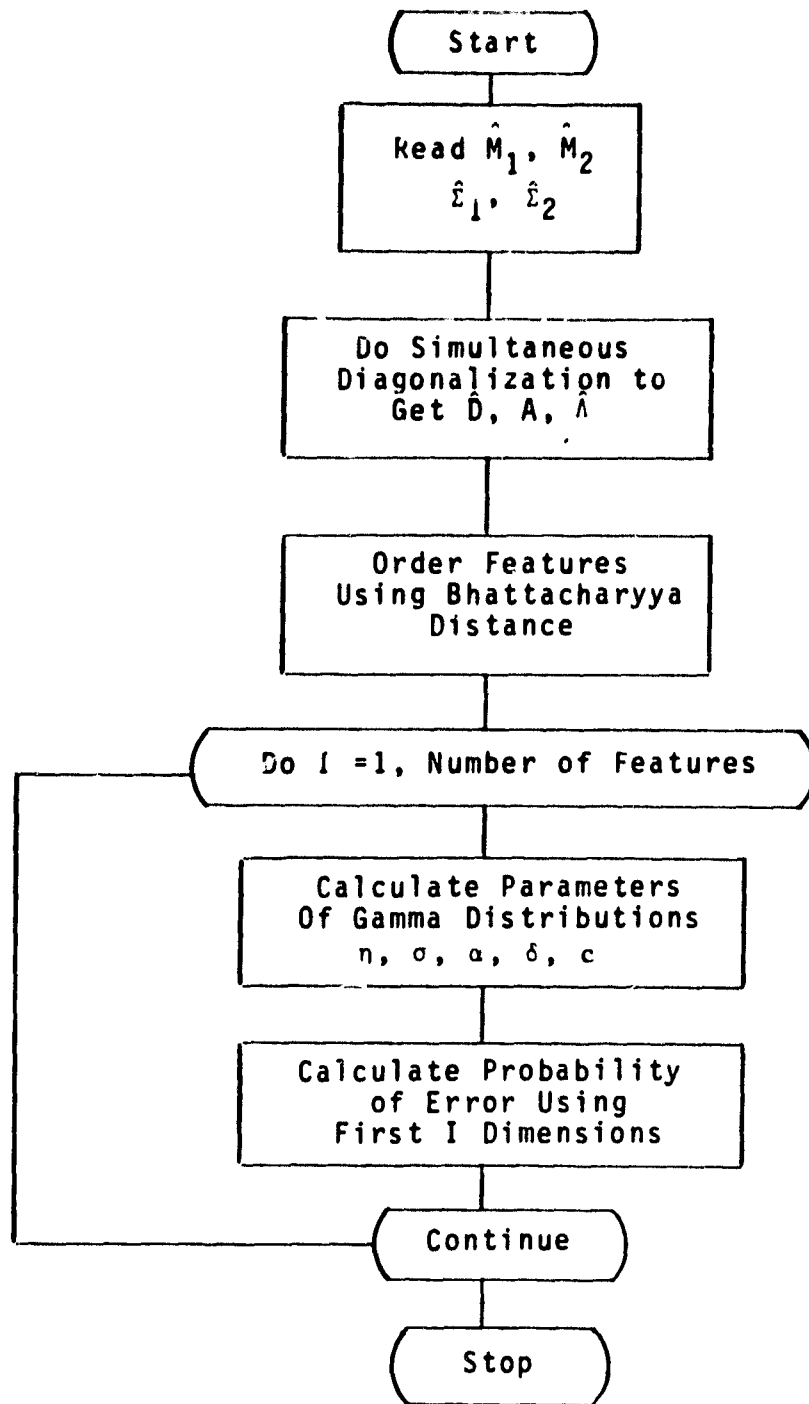 Start
Read M̂₁, M̂₂
Σ̂₁, Σ̂₂
Do Simultaneous
Diagonalization to
Get D̂, A, Λ̂
Order Features
Using Bhattacharyya
Distance
Do I =1, Number of Features
Calculate Parameters
Of Gamma Distributions
η, σ, α, δ, c
Calculate Probability
of Error Using
First I Dimensions
Continue
Stop